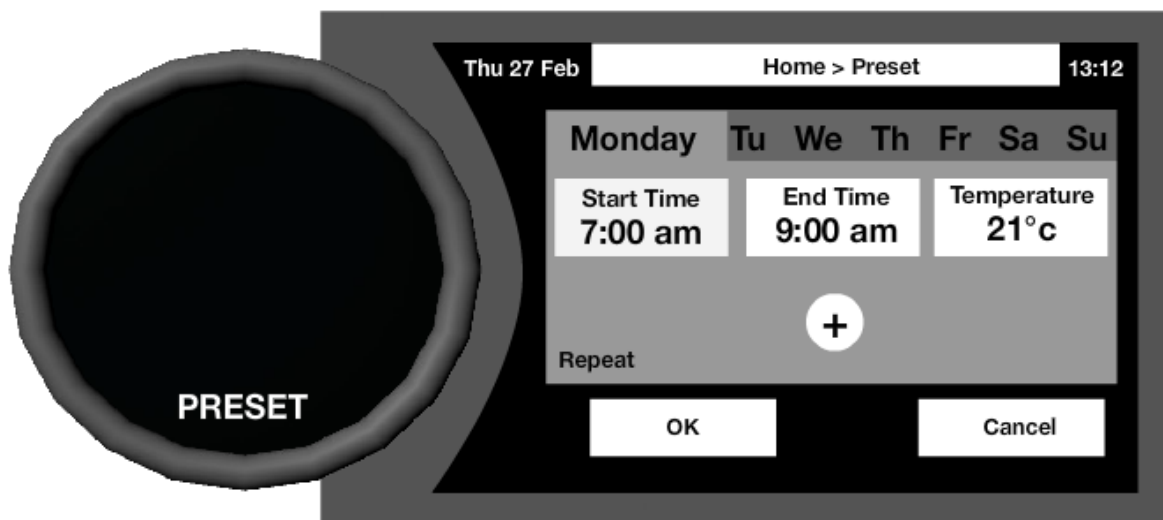 Thu 27 Feb Home > Preset 13:12
Monday Tu We Th Fr Sa Su
Start Time End Time Temperature
7:00 am 9:00 am 21°c
+
Repeat
PRESET
OK Cancel